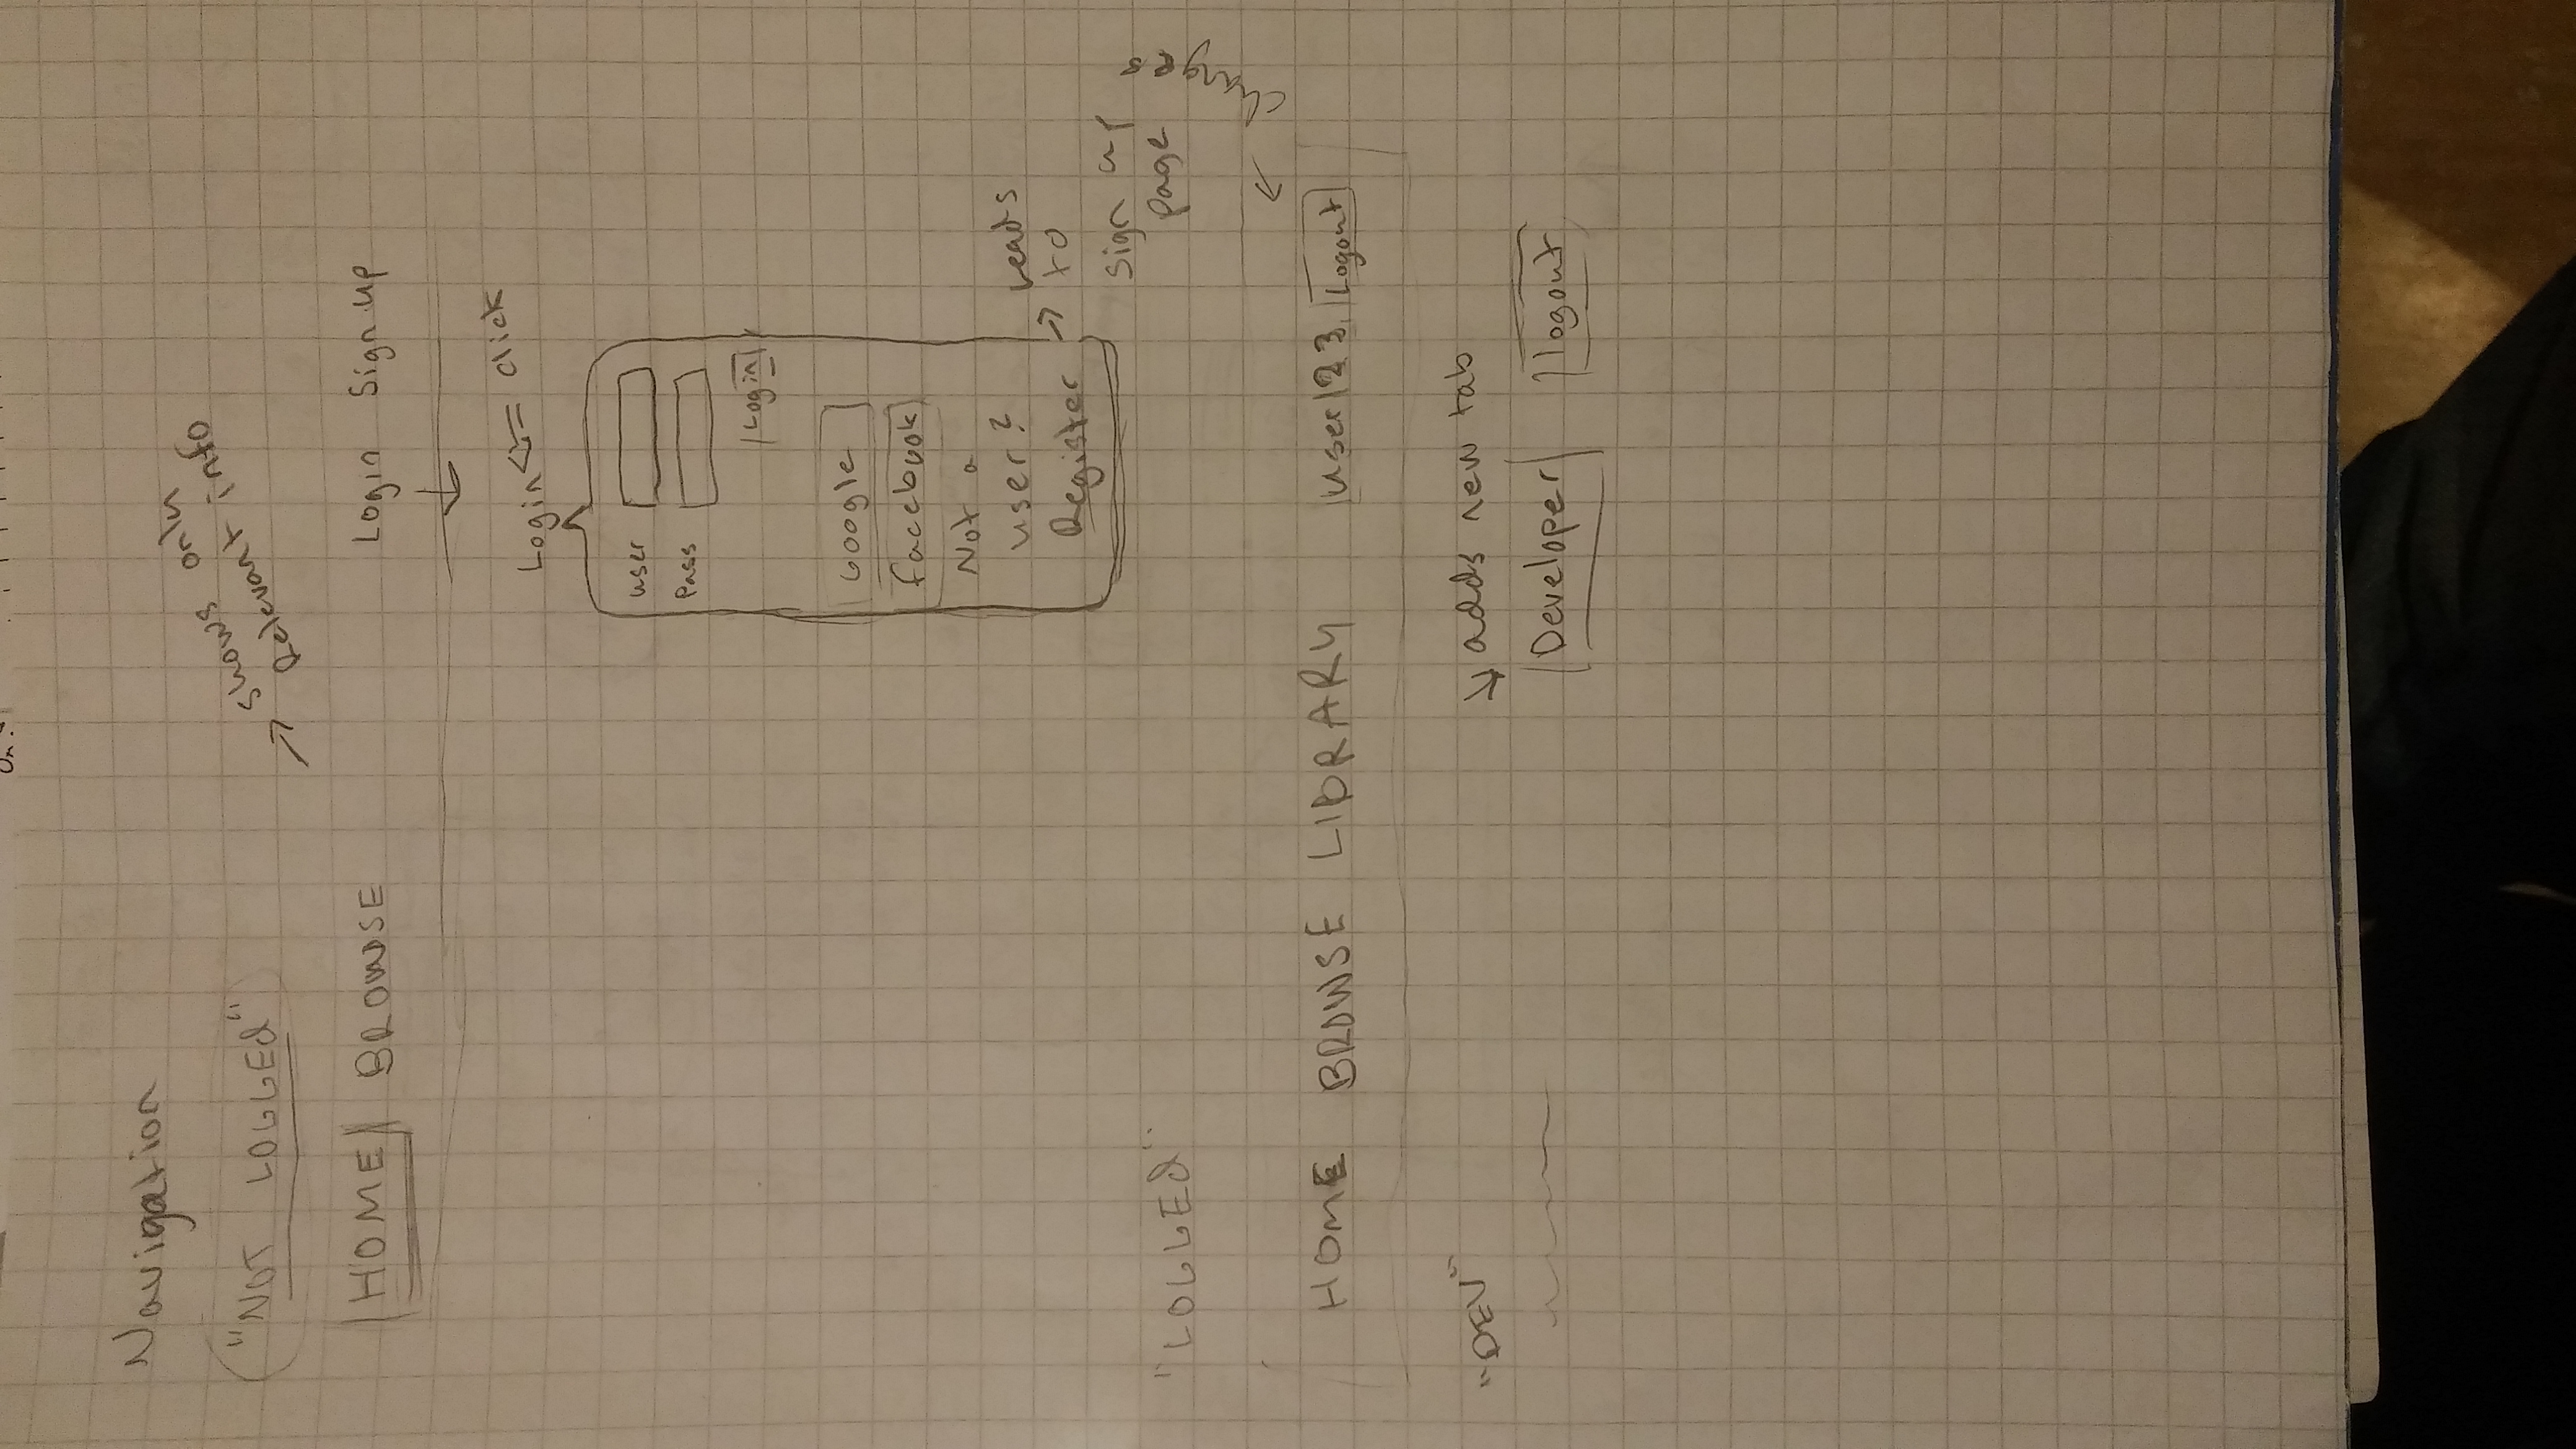 On.
Navigation
"NOT LOGGEd"
→ shows only
Relevant info
HOME BROWSE Login Sign up
Login <= click
user
Pass
Login
Google
facebook
Not a
user?
Register → Leads
to
sign up
page
"LOGGEd"
changes
HOME BROWSE LIBRARY user123 Logout
"DEV"
adds new tab
Developer logout